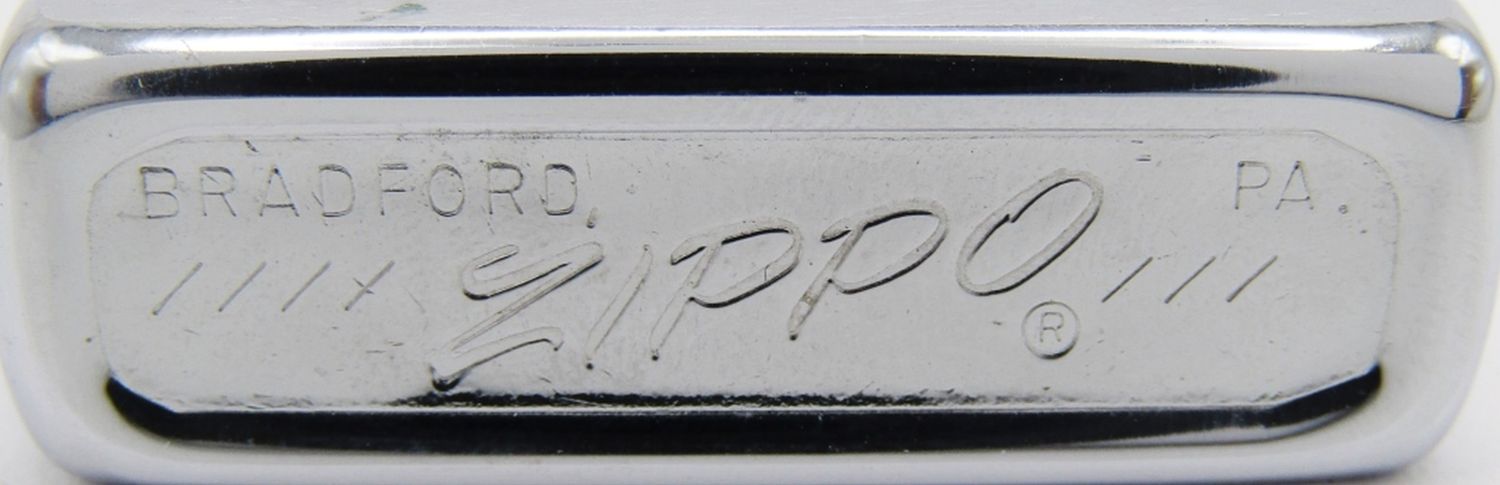 BRADFORD, PA.
//// ZIPPO ///
®